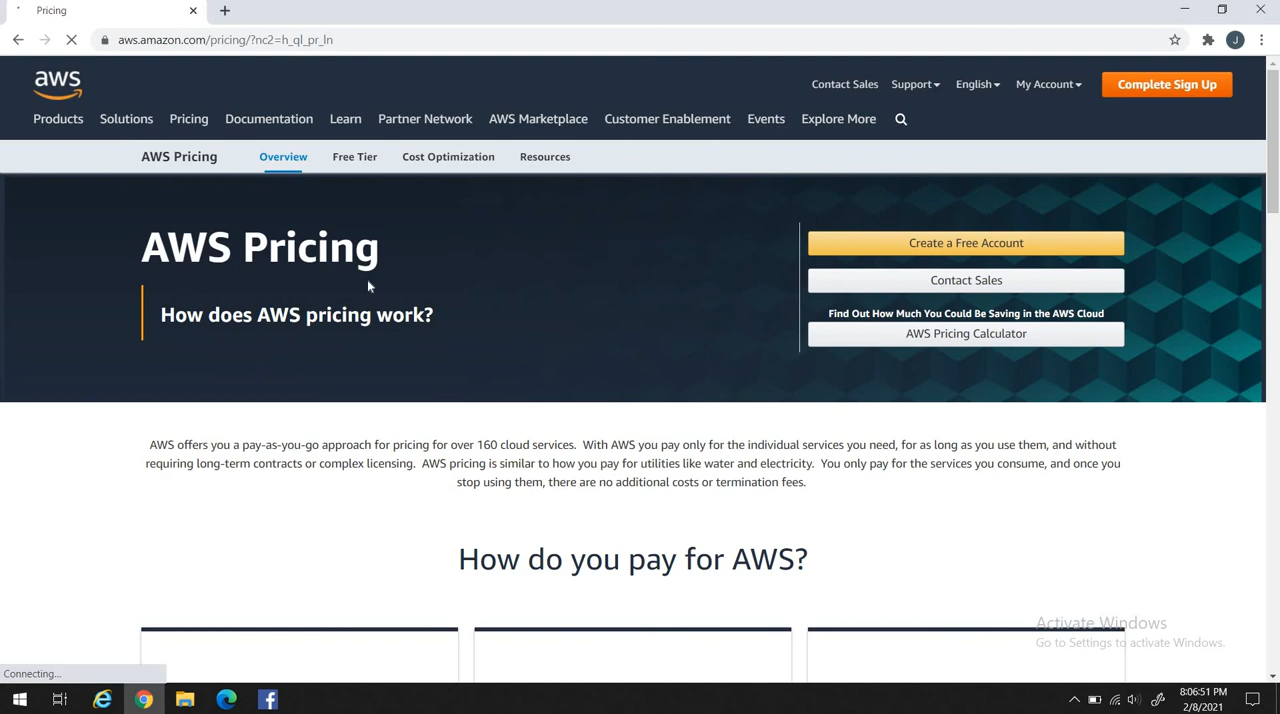 Pricing
aws.amazon.com/pricing/?nc2=h_ql_pr_ln
J
aws
Contact Sales Support English My Account Complete Sign Up
Products Solutions Pricing Documentation Learn Partner Network AWS Marketplace Customer Enablement Events Explore More
AWS Pricing Overview Free Tier Cost Optimization Resources
AWS Pricing
How does AWS pricing work?
Create a Free Account
Contact Sales
Find Out How Much You Could Be Saving in the AWS Cloud
AWS Pricing Calculator
AWS offers you a pay-as-you-go approach for pricing for over 160 cloud services. With AWS you pay only for the individual services you need, for as long as you use them, and without
requiring long-term contracts or complex licensing. AWS pricing is similar to how you pay for utilities like water and electricity. You only pay for the services you consume, and once you
stop using them, there are no additional costs or termination fees.
How do you pay for AWS?
Activate Windows
Go to Settings to activate Windows.
Connecting...
8:06:51 PM
2/8/2021